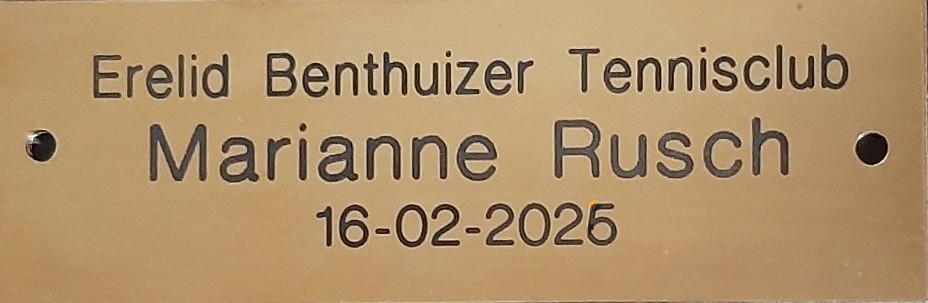 Erelid Benthuizer Tennisclub
Marianne Rusch
16-02-2025